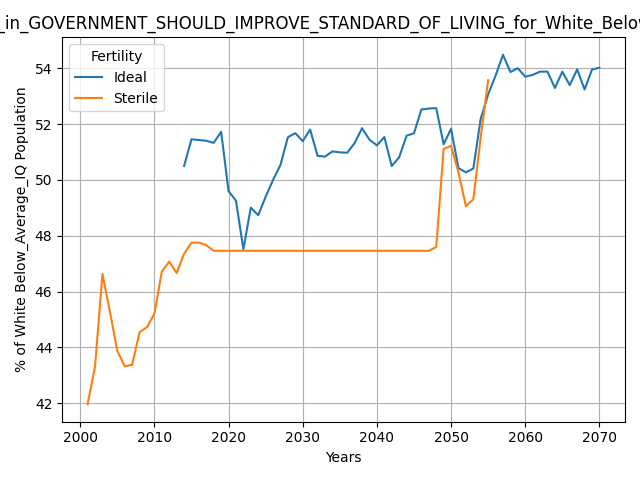 _in_GOVERNMENT_SHOULD_IMPROVE_STANDARD_OF_LIVING_for_White_Below
Fertility
Ideal
Sterile
% of White Below_Average_IQ Population
54
52
50
48
46
44
42
2000 2010 2020 2030 2040 2050 2060 2070
Years